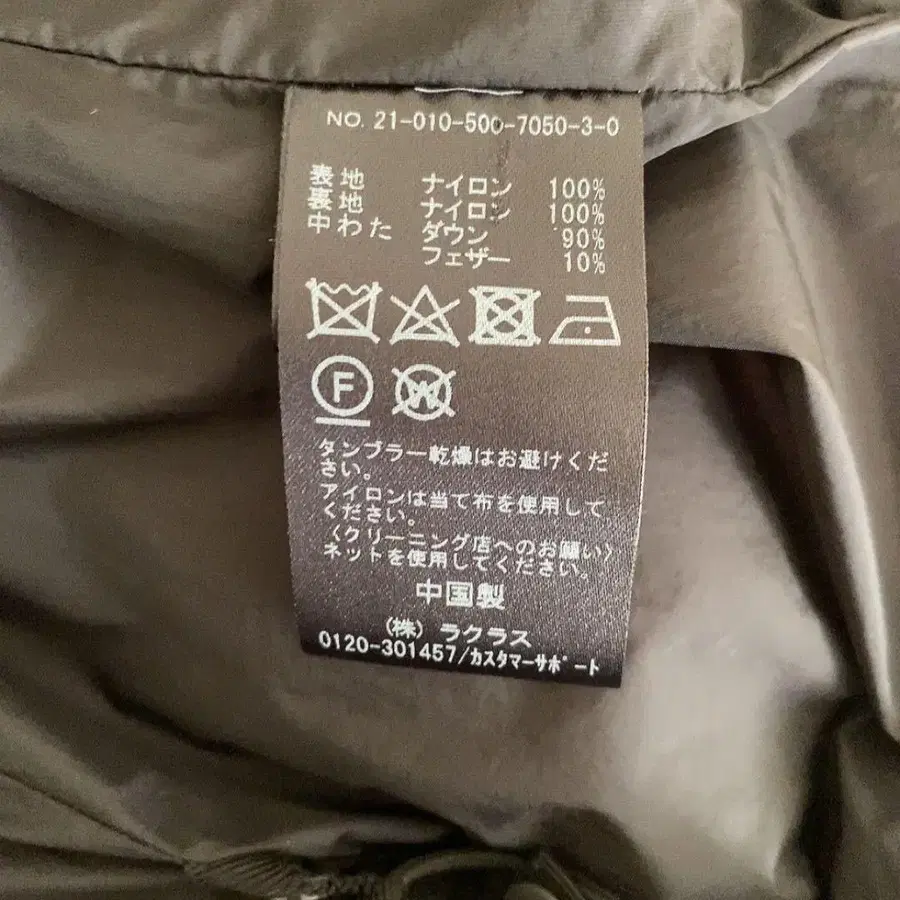 NO. 21-010-500-7050-3-0
表地 ナイロン 100%
裏地 ナイロン 100%
中わた ダウン 90%
フェザー 10%
F W
タンブラー乾燥はお避けくだ
さい。
アイロンは当て布を使用して
ください。
〈クリーニング店へのお願い〉
ネットを使用してください。
中国製
(株) ラクラス
0120-301457/カスタマーサポート